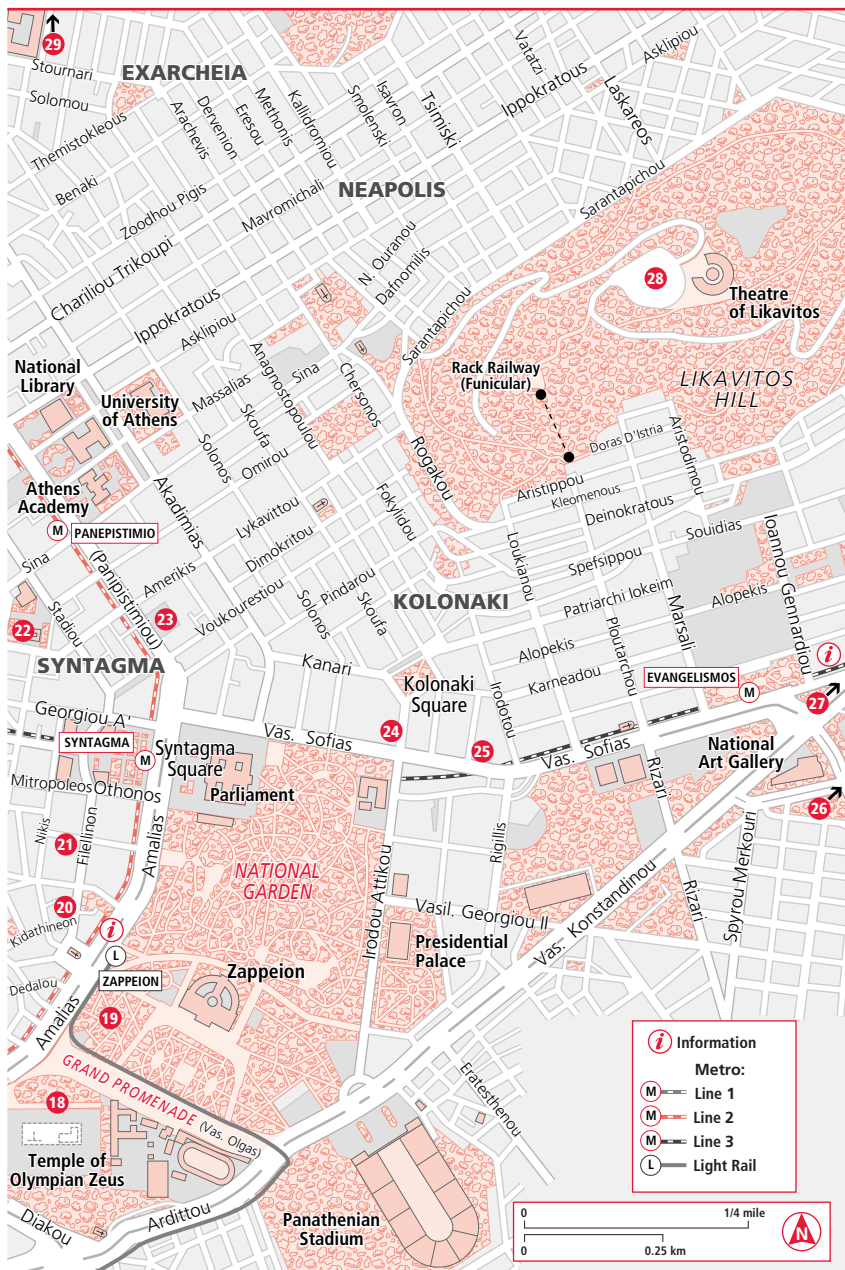 29
Stournari
EXARCHEIA
Solomou
Themistokleous
Arachevis
Dervenion
Eresou
Methonis
Kallidromiou
Smolenski
Isavron
Tsimiski
Vatatzi
Ippokratous
Asklipiou
Laskareos
Benaki
Zoodhou Pigis
Mavromichali
NEAPOLIS
Sarantapichou
Chariliou Trikoupi
N. Ouranou
Dafnomilis
Ippokratous
Asklipiou
Sarantapichou
28
Theatre
of Likavitos
National
Library
University
of Athens
Massalias
Sina
Anagnostopoulou
Chersonos
Rack Railway
(Funicular)
LIKAVITOS
HILL
Solonos
Skoufa
Omirou
Rogakou
Doras D'Istria
Aristodimou
Athens
Academy
Akadimias
Lykavittou
Fokylidou
Aristippou
Kleomenous
Deinokratous
M
PANEPISTIMIO
Dimokritou
Loukianou
Souidias
Ioannou Gennardiou
Sina
(Panipistimiou)
Amerikis
Spefsippou
Pindarou
KOLONAKI
Patriarchi Iokeim
Alopekis
22
Stadiou
23
Voukourestiou
Solonos
Skoufa
Marsali
Alopekis
Ploutarchou
SYNTAGMA
Kanari
Karneadou
EVANGELISMOS
M
i
27
Kolonaki
Square
Irodotou
Georgiou A'
Vas. Sofias
24
25
Vas. Sofias
National
Art Gallery
SYNTAGMA
M
Syntagma
Square
Mitropoleos
Othonos
Parliament
Rizari
26
Nikis
Filellinon
Amalias
21
NATIONAL
GARDEN
Rigillis
Irodou Attikou
Vas. Konstandinou
Rizari
Spyrou Merkouri
20
Kidathineon
i
L
ZAPPEION
Vasil. Georgiou II
Presidential
Palace
Zappeion
Dedalou
Amalias
19
GRAND PROMENADE
(Vas. Olgas)
18
Temple of
Olympian Zeus
Eratesthenou
Diakou
Ardittou
Panathenian
Stadium
i Information
Metro:
M Line 1
M Line 2
M Line 3
L Light Rail
0 1/4 mile
0 0.25 km
N